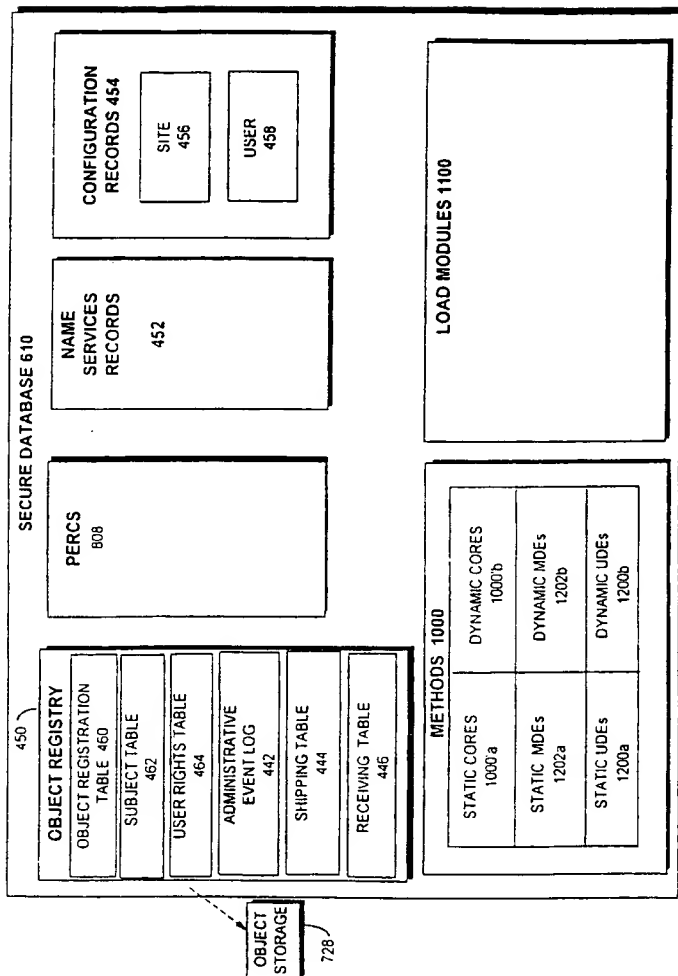 SECURE DATABASE 610
450
OBJECT REGISTRY
OBJECT REGISTRATION
TABLE 460
SUBJECT TABLE
462
USER RIGHTS TABLE
464
ADMINISTRATIVE
EVENT LOG
442
SHIPPING TABLE
444
RECEIVING TABLE
446
OBJECT
STORAGE
728
PERCS
808
NAME
SERVICES
RECORDS
452
CONFIGURATION
RECORDS 454
SITE
456
USER
458
METHODS 1000
STATIC CORES
1000'a
DYNAMIC CORES
1000'b
STATIC MDEs
1202a
DYNAMIC MDEs
1202b
STATIC UDEs
1200a
DYNAMIC UDEs
1200b
LOAD MODULES 1100